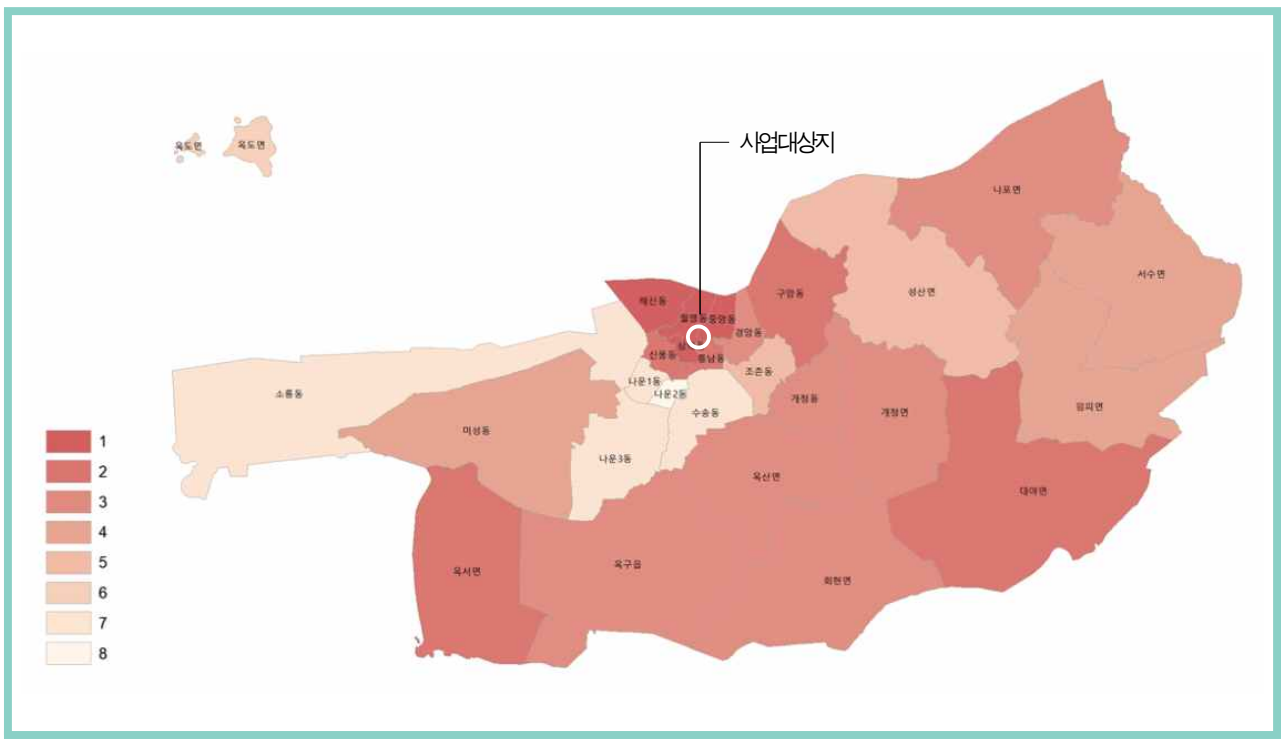 사업대상지
옥도면
옥도면
나포면
서수면
성산면
구암동
해신동
월명동
중앙동
경암동
신풍동
흥남동
조촌동
나운1동
나운2동
수송동
개정동
개정면
임피면
소룡동
미성동
나운3동
옥산면
대야면
옥서면
옥구읍
회현면
1
2
3
4
5
6
7
8